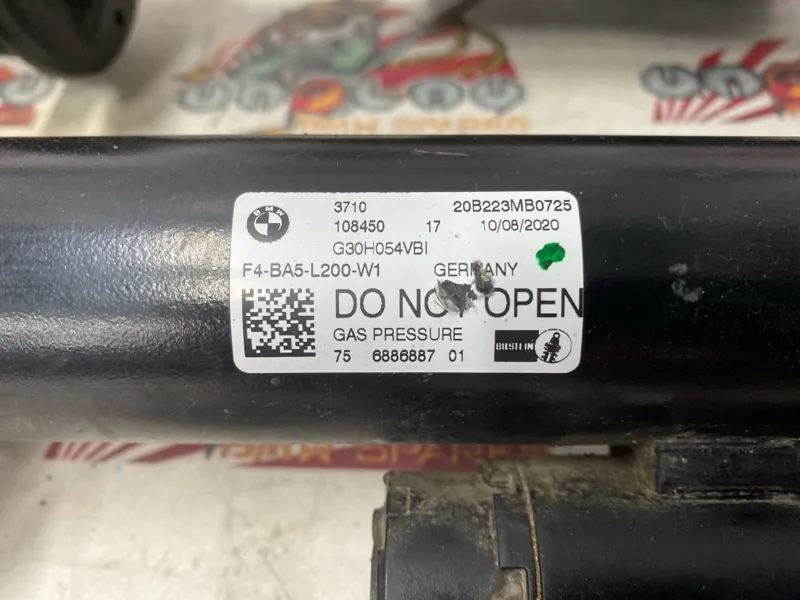 BMW
3710 20B223MB0725
108450 17 10/08/2020
G30H054VBI
F4-BA5-L200-W1 GERMANY
DO NOT OPEN
GAS PRESSURE
75 6886887 01
BILSTEIN